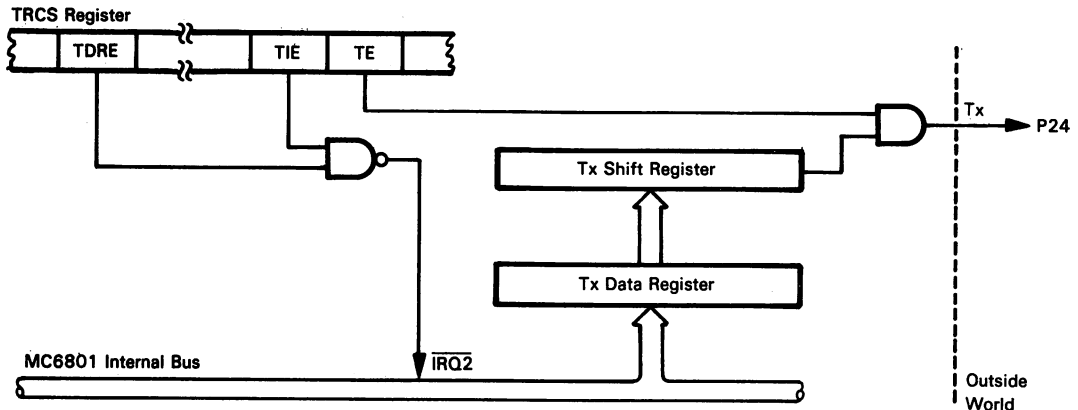 TRCS Register
TDRE
TIE
TE
Tx
P24
Tx Shift Register
Tx Data Register
MC6801 Internal Bus
IRQ2
Outside
World